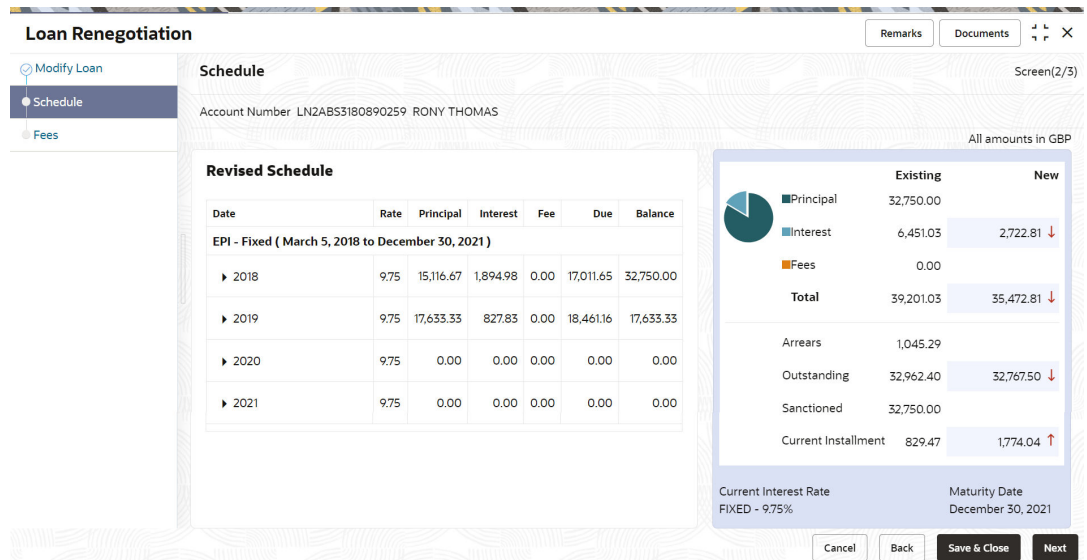 Loan Renegotiation
Remarks
Documents
Modify Loan
Schedule
Fees
Schedule
Screen(2/3)
Account Number LN2ABS3180890259 RONY THOMAS
All amounts in GBP
Revised Schedule
Date Rate Principal Interest Fee Due Balance
EPI - Fixed ( March 5, 2018 to December 30, 2021 )
2018 9.75 15,116.67 1,894.98 0.00 17,011.65 32,750.00
2019 9.75 17,633.33 827.83 0.00 18,461.16 17,633.33
2020 9.75 0.00 0.00 0.00 0.00 0.00
2021 9.75 0.00 0.00 0.00 0.00 0.00
Existing New
Principal 32,750.00
Interest 6,451.03 2,722.81 ↓
Fees 0.00
Total 39,201.03 35,472.81 ↓
Arrears 1,045.29
Outstanding 32,962.40 32,767.50 ↓
Sanctioned 32,750.00
Current Installment 829.47 1,774.04 ↑
Current Interest Rate
FIXED - 9.75%
Maturity Date
December 30, 2021
Cancel
Back
Save & Close
Next